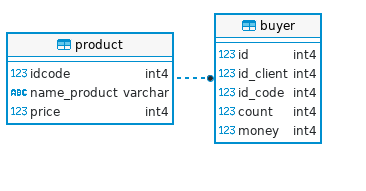 product
123 idcode int4
ABC name_product varchar
123 price int4
buyer
123 id int4
123 id_client int4
123 id_code int4
123 count int4
123 money int4